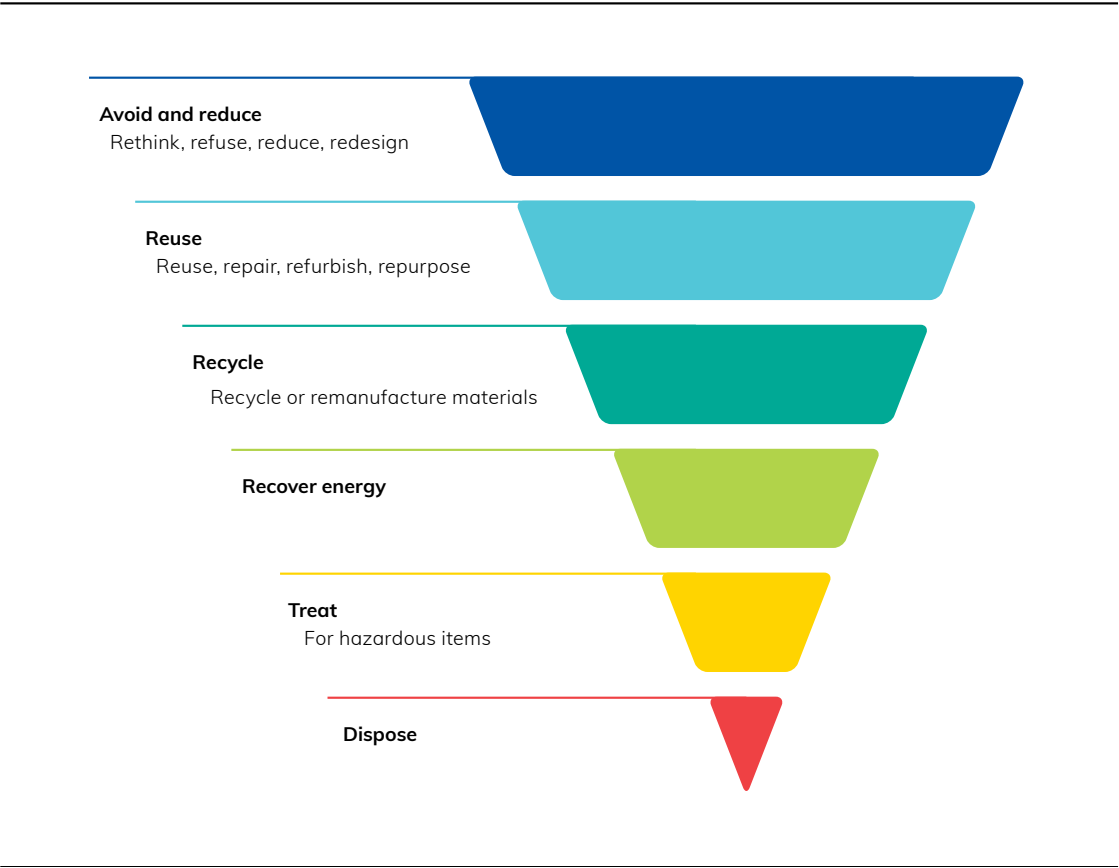 Avoid and reduce
Rethink, refuse, reduce, redesign
Reuse
Reuse, repair, refurbish, repurpose
Recycle
Recycle or remanufacture materials
Recover energy
Treat
For hazardous items
Dispose